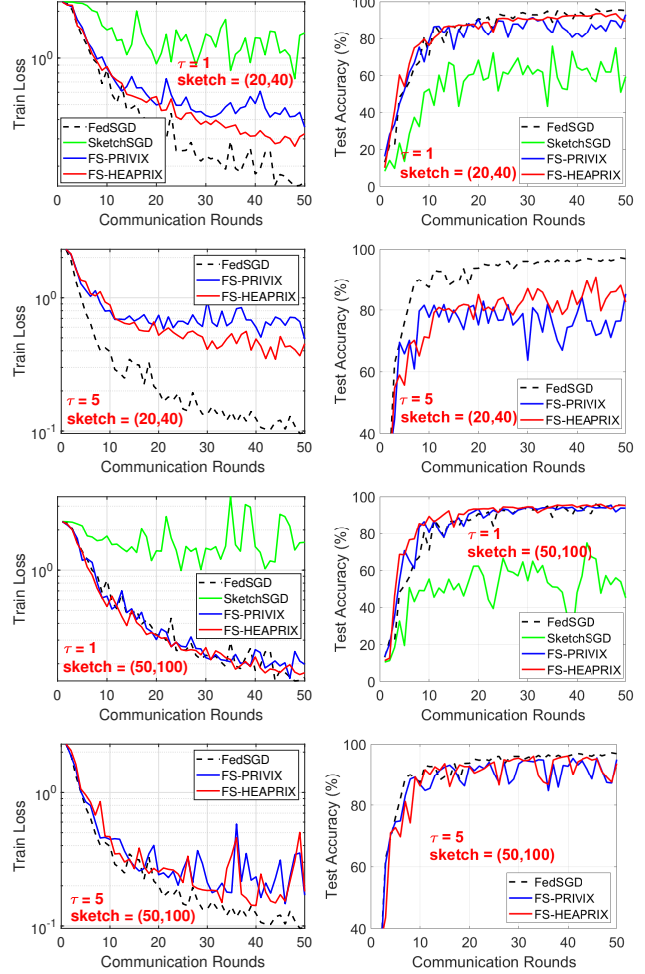 10^0
Train Loss
τ = 1
sketch = (20,40)
FedSGD
SketchSGD
FS-PRIVIX
FS-HEAPRIX
0 10 20 30 40 50
Communication Rounds
100
80
60
40
20
0
Test Accuracy (%)
τ = 1
sketch = (20,40)
FedSGD
SketchSGD
FS-PRIVIX
FS-HEAPRIX
0 10 20 30 40 50
Communication Rounds
10^0
10^-1
Train Loss
FedSGD
FS-PRIVIX
FS-HEAPRIX
τ = 5
sketch = (20,40)
0 10 20 30 40 50
Communication Rounds
100
80
60
40
Test Accuracy (%)
τ = 5
sketch = (20,40)
FedSGD
FS-PRIVIX
FS-HEAPRIX
0 10 20 30 40 50
Communication Rounds
10^0
Train Loss
FedSGD
SketchSGD
FS-PRIVIX
FS-HEAPRIX
τ = 1
sketch = (50,100)
0 10 20 30 40 50
Communication Rounds
100
80
60
40
20
0
Test Accuracy (%)
τ = 1
sketch = (50,100)
FedSGD
SketchSGD
FS-PRIVIX
FS-HEAPRIX
0 10 20 30 40 50
Communication Rounds
10^0
10^-1
Train Loss
FedSGD
FS-PRIVIX
FS-HEAPRIX
τ = 5
sketch = (50,100)
0 10 20 30 40 50
Communication Rounds
100
80
60
40
Test Accuracy (%)
τ = 5
sketch = (50,100)
FedSGD
FS-PRIVIX
FS-HEAPRIX
0 10 20 30 40 50
Communication Rounds